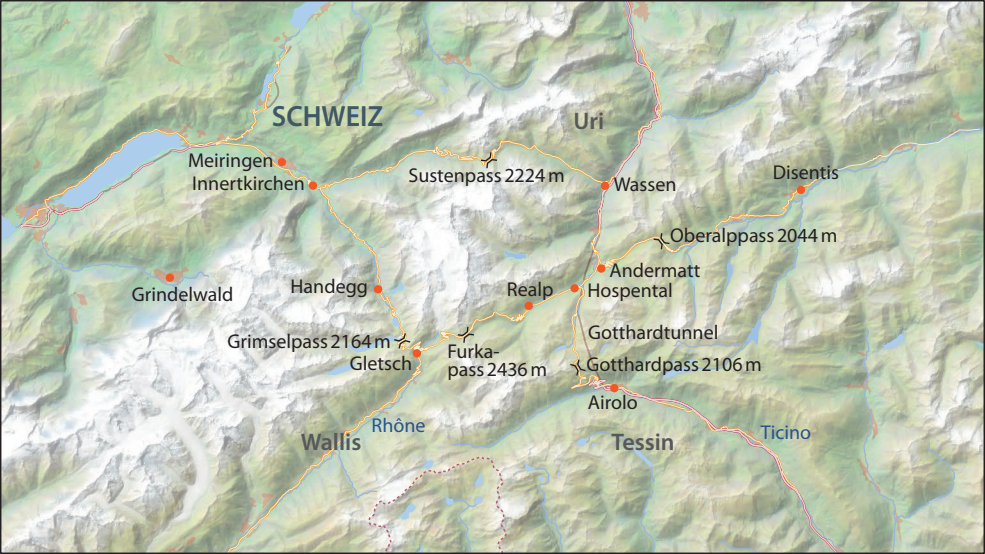 SCHWEIZ
Uri
Meiringen
Innertkirchen
Sustenpass 2224 m
Wassen
Disentis
Oberalppass 2044 m
Andermatt
Hospental
Grindelwald
Handegg
Realp
Gotthardtunnel
Grimselpass 2164 m
Gletsch
Furka-
pass 2436 m
Gotthardpass 2106 m
Airolo
Rhône
Wallis
Tessin
Ticino